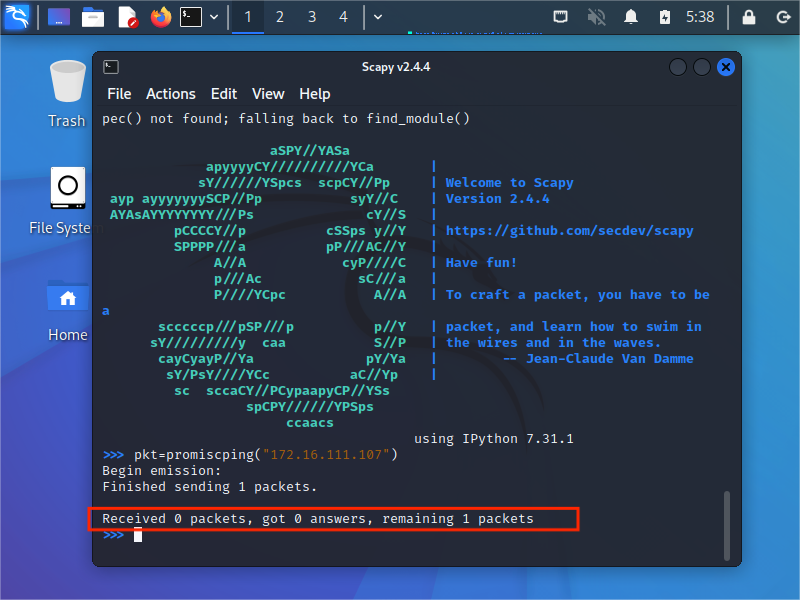 1 2 3 4 5:38
Scapy v2.4.4
File Actions Edit View Help
Trash
File Syste
Home
pec() not found; falling back to find_module()
aSPY//YASa
apyyyyCY//////////YCa |
sY//////YSpcs scpCY//Pp | Welcome to Scapy
ayp ayyyyyyySCP//Pp syY//C | Version 2.4.4
AYAsAYYYYYYYY///Ps cY//S |
pCCCCY//p cSSps y//Y | https://github.com/secdev/scapy
SPPPP///a pP///AC//Y |
A//A cyP////C | Have fun!
p///Ac sC///a |
P////YCpc A//A | To craft a packet, you have to be
a
scccccp///pSP///p p//Y | packet, and learn how to swim in
sY/////////y caa S//P | the wires and in the waves.
cayCyayP//Ya pY/Ya | -- Jean-Claude Van Damme
sY/PsY////YCc aC//Yp |
sc sccaCY//PCypaapyCP//YSs
spCPY//////YPSps
ccaacs
using IPython 7.31.1
>>> pkt=promiscping("172.16.111.107")
Begin emission:
Finished sending 1 packets.
Received 0 packets, got 0 answers, remaining 1 packets
>>>